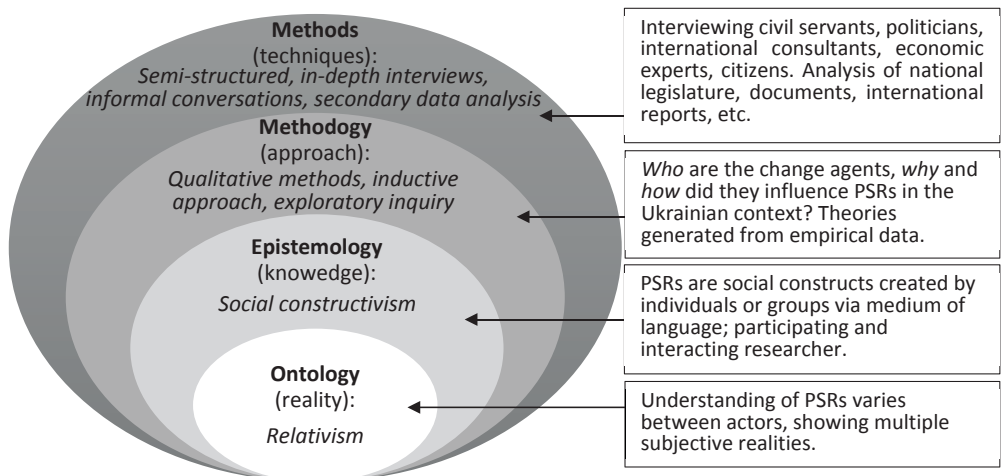 Methods
(techniques):
Semi-structured, in-depth interviews,
informal conversations, secondary data analysis
Methodogy
(approach):
Qualitative methods, inductive
approach, exploratory inquiry
Epistemology
(knowedge):
Social constructivism
Ontology
(reality):
Relativism
Interviewing civil servants, politicians,
international consultants, economic
experts, citizens. Analysis of national
legislature, documents, international
reports, etc.
Who are the change agents, why and
how did they influence PSRs in the
Ukrainian context? Theories
generated from empirical data.
PSRs are social constructs created by
individuals or groups via medium of
language; participating and
interacting researcher.
Understanding of PSRs varies
between actors, showing multiple
subjective realities.